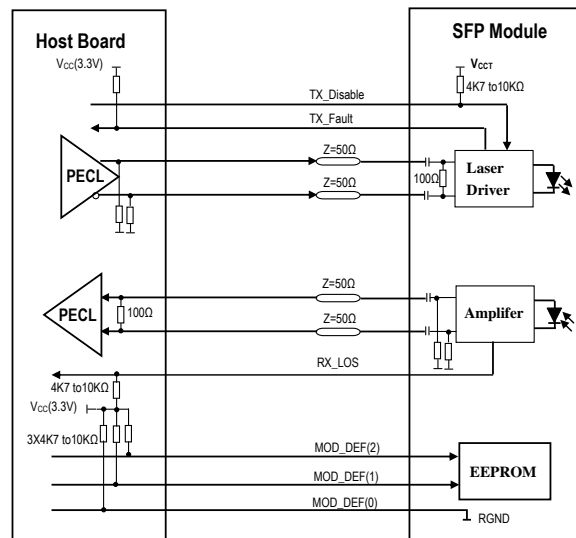 Host Board
SFP Module
VCC(3.3V)
VCCT
4K7 to10KΩ
TX_Disable
TX_Fault
PECL
Z=50Ω
Z=50Ω
100Ω
Laser
Driver
PECL
100Ω
Z=50Ω
Z=50Ω
Amplifer
RX_LOS
4K7 to10KΩ
VCC(3.3V)
3X4K7 to10KΩ
MOD_DEF(2)
MOD_DEF(1)
MOD_DEF(0)
EEPROM
RGND